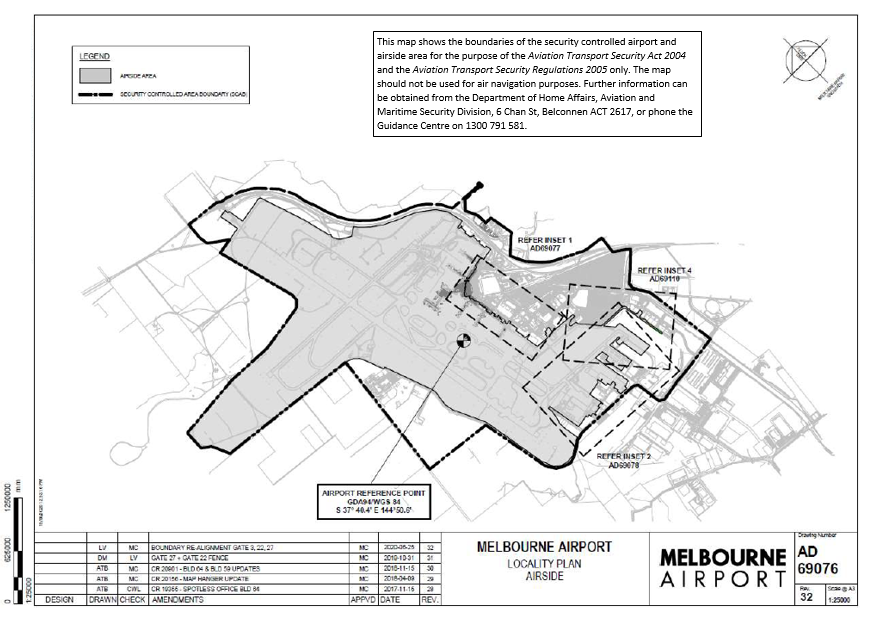 LEGEND
AIRSIDE AREA
SECURITY CONTROLLED AREA BOUNDARY (SCAB)
This map shows the boundaries of the security controlled airport and
airside area for the purpose of the Aviation Transport Security Act 2004
and the Aviation Transport Security Regulations 2005 only. The map
should not be used for air navigation purposes. Further information can
be obtained from the Department of Home Affairs, Aviation and
Maritime Security Division, 6 Chan St, Belconnen ACT 2617, or phone the
Guidance Centre on 1300 791 581.
REFER INSET 1
AD69077
REFER INSET 4
AD69110
REFER INSET 2
AD69078
AIRPORT REFERENCE POINT
GDA94/WGS 84
S 37° 40.4' E 144°50.6'
LV MC BOUNDARY RE-ALIGNMENT GATE 3, 22, 27 MC 2020-06-25 32
DM LV GATE 27 + GATE 22 FENCE MC 2018-10-31 31
ATB MC CR 20901 - BLD 64 & BLD 59 UPDATES MC 2018-11-15 30
ATB MC CR 20156 - MAP HANGER UPDATE MC 2018-04-09 29
ATB CWL CR 19355 - SPOTLESS OFFICE BLD 64 MC 2017-11-15 28
DESIGN DRAWN CHECK AMENDMENTS APPVD DATE REV.
MELBOURNE AIRPORT
LOCALITY PLAN
AIRSIDE
MELBOURNE
AIRPORT
Drawing Number
AD
69076
Rev.
32
Scale @ A3
1:25000
0 625000 1250000 mm
1:25000